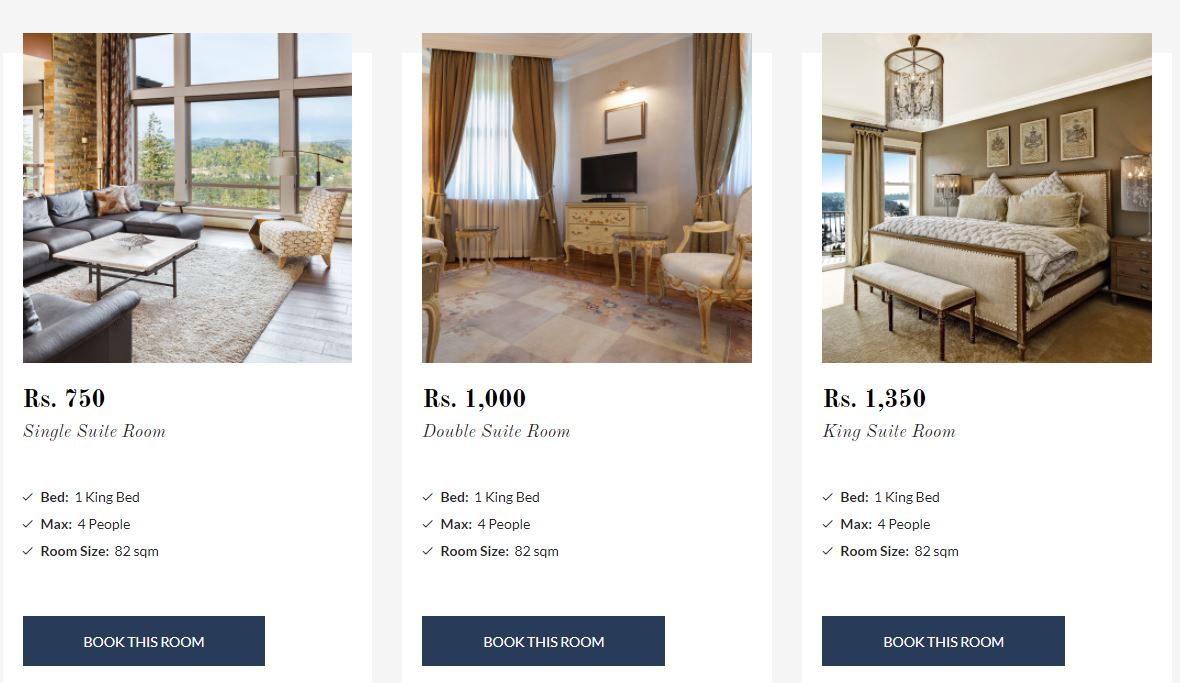 Rs. 750
Single Suite Room
Bed: 1 King Bed
Max: 4 People
Room Size: 82 sqm
BOOK THIS ROOM
Rs. 1,000
Double Suite Room
Bed: 1 King Bed
Max: 4 People
Room Size: 82 sqm
BOOK THIS ROOM
Rs. 1,350
King Suite Room
Bed: 1 King Bed
Max: 4 People
Room Size: 82 sqm
BOOK THIS ROOM